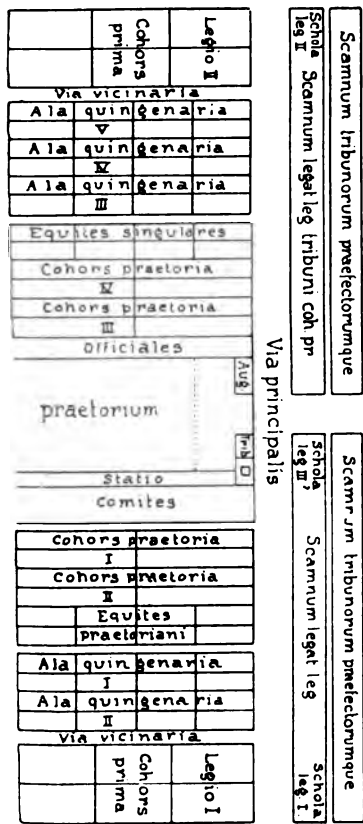 Cohors
prima
Legio II
Via vicinaria
Ala quingenaria
V
Ala quingenaria
IV
Ala quingenaria
III
Equites singulares
Cohors praetoria
IV
Cohors praetoria
III
Officiales
Aug
praetorium
Trib
Statio
Comites
Cohors praetoria
I
Cohors praetoria
II
Equites
praetoriani
Ala quingenaria
I
Ala quingenaria
II
Via vicinaria
Cohors
prima
Legio I
Via principalis
Schola
leg II
Scamnum legat leg tribuni coh pr
Scamnum tribunorum praefectorumque
Schola
leg III ?
Scamnum legat leg
Schola
leg. I.
Scamnum tribunorum praefectorumque